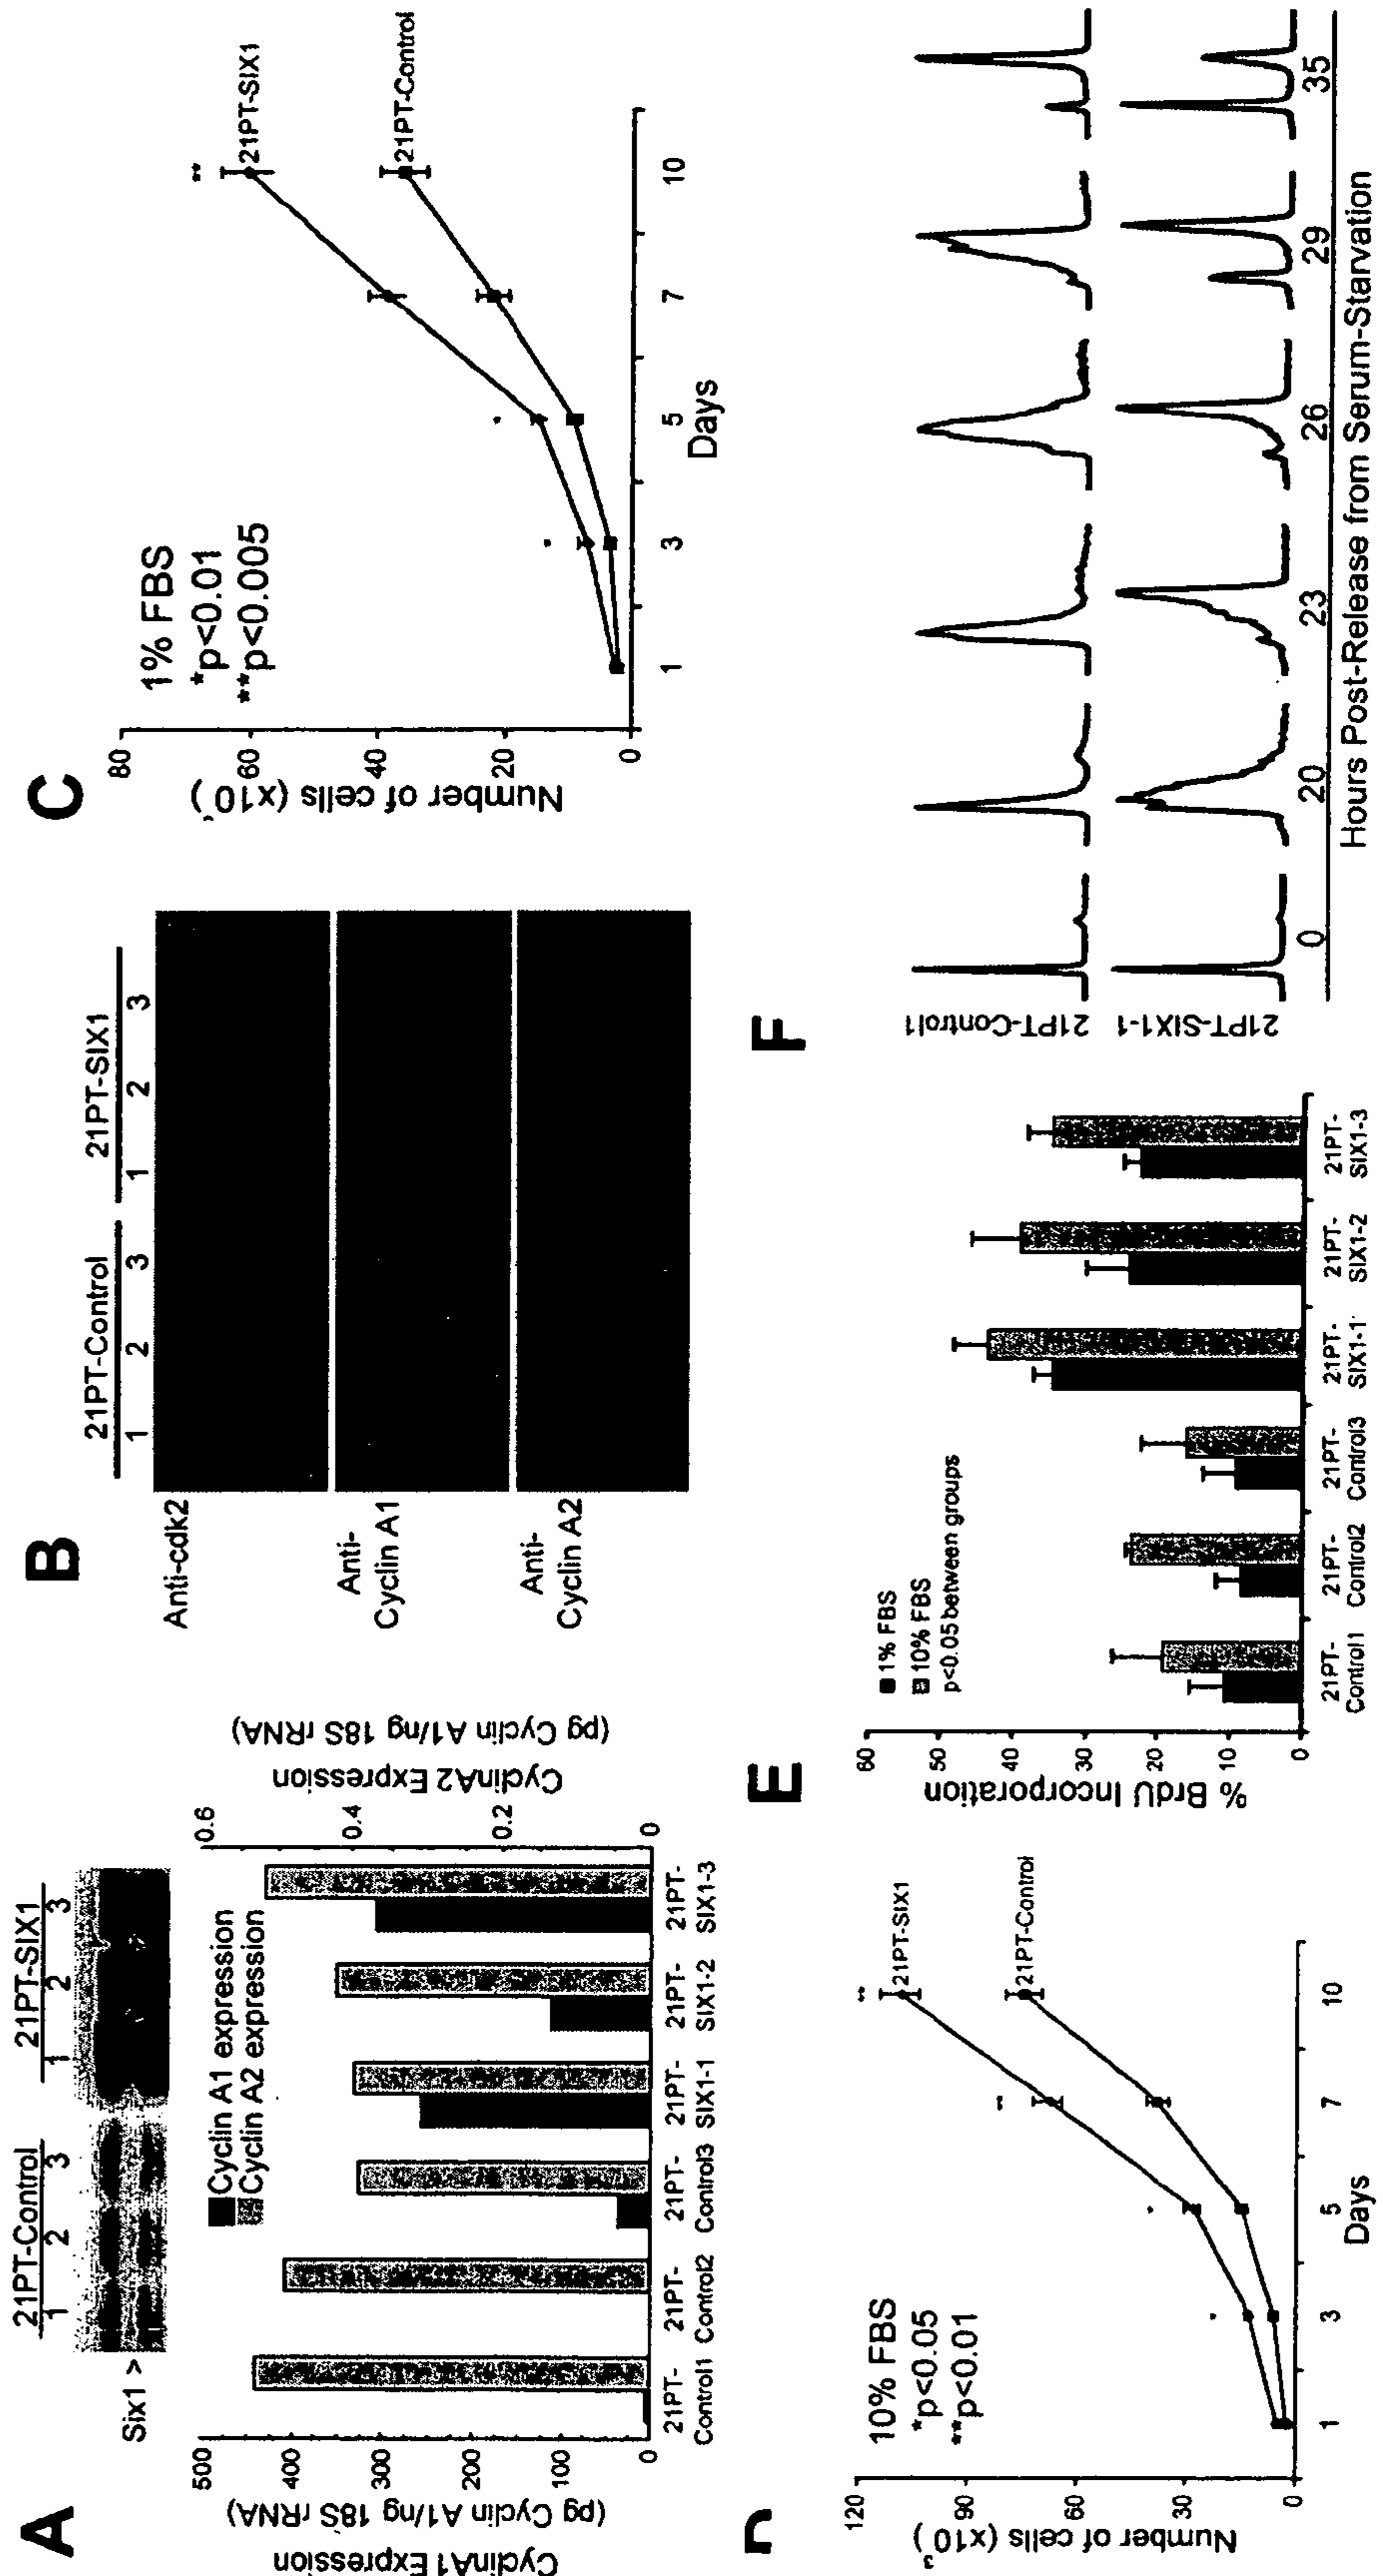 A
21PT-Control 21PT-SIX1
1 2 3 1 2 3
Six1 >
CyclinA1 Expression
(pg Cyclin A1/ng 18S rRNA)
500
400
300
200
100
0
Cyclin A1 expression
Cyclin A2 expression
0.6
0.4
0.2
0
CyclinA2 Expression
(pg Cyclin A1/ng 18S rRNA)
21PT- 21PT- 21PT- 21PT- 21PT- 21PT-
Control1 Control2 Control3 SIX1-1 SIX1-2 SIX1-3
B
21PT-Control 21PT-SIX1
1 2 3 1 2 3
Anti-cdk2
Anti-
Cyclin A1
Anti-
Cyclin A2
C
1% FBS
*p<0.01
**p<0.005
Number of cells (x10
80
60
40
20
0
**
21PT-SIX1
21PT-Control
1 3 5 7 10
Days
D
10% FBS
*p<0.05
**p<0.01
Number of cells (x10³)
120
90
60
30
0
**
21PT-SIX1
21PT-Control
1 3 5 7 10
Days
E
% BrdU Incorporation
60
50
40
30
20
10
0
1% FBS
10% FBS
p<0.05 between groups
21PT- 21PT- 21PT- 21PT- 21PT- 21PT-
Control1 Control2 Control3 SIX1-1 SIX1-2 SIX1-3
F
21PT-Control1
21PT-SIX1-1
0 20 23 26 29 35
Hours Post-Release from Serum-Starvation